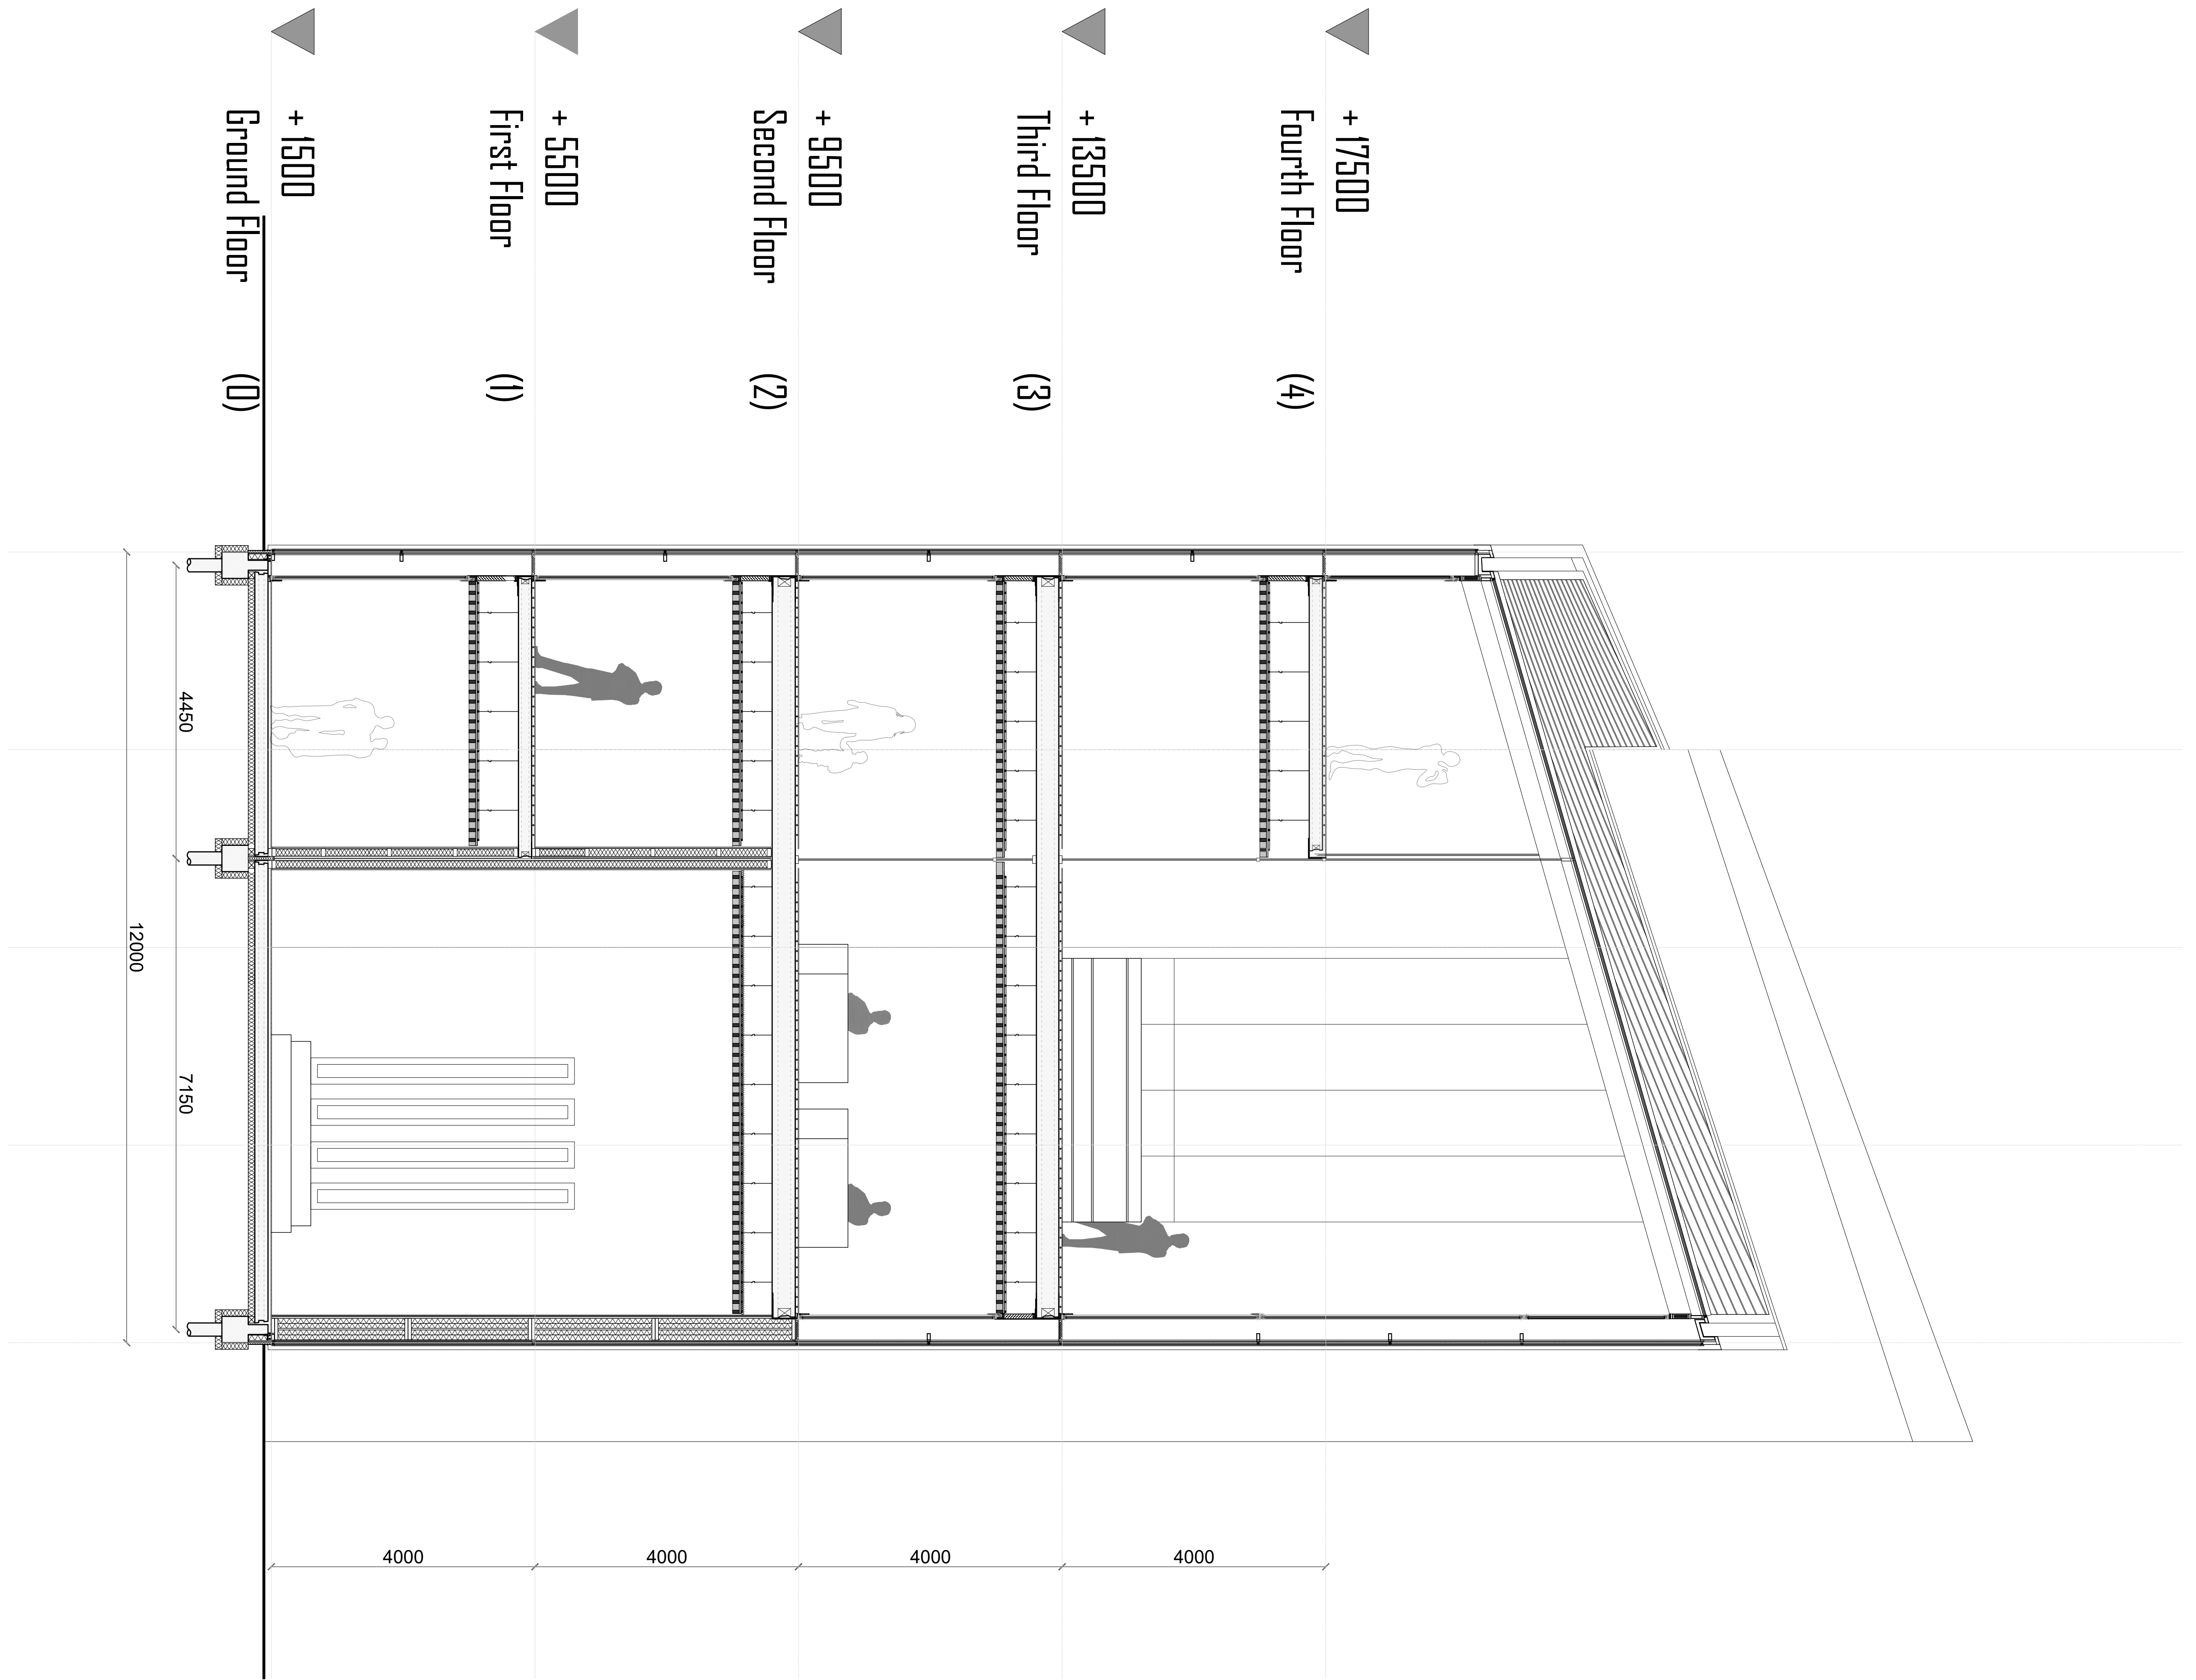 + 17500
Fourth Floor (4)
+ 13500
Third Floor (3)
+ 9500
Second Floor (2)
+ 5500
First Floor (1)
+ 1500
Ground Floor (0)
4450
7150
12000
4000
4000
4000
4000